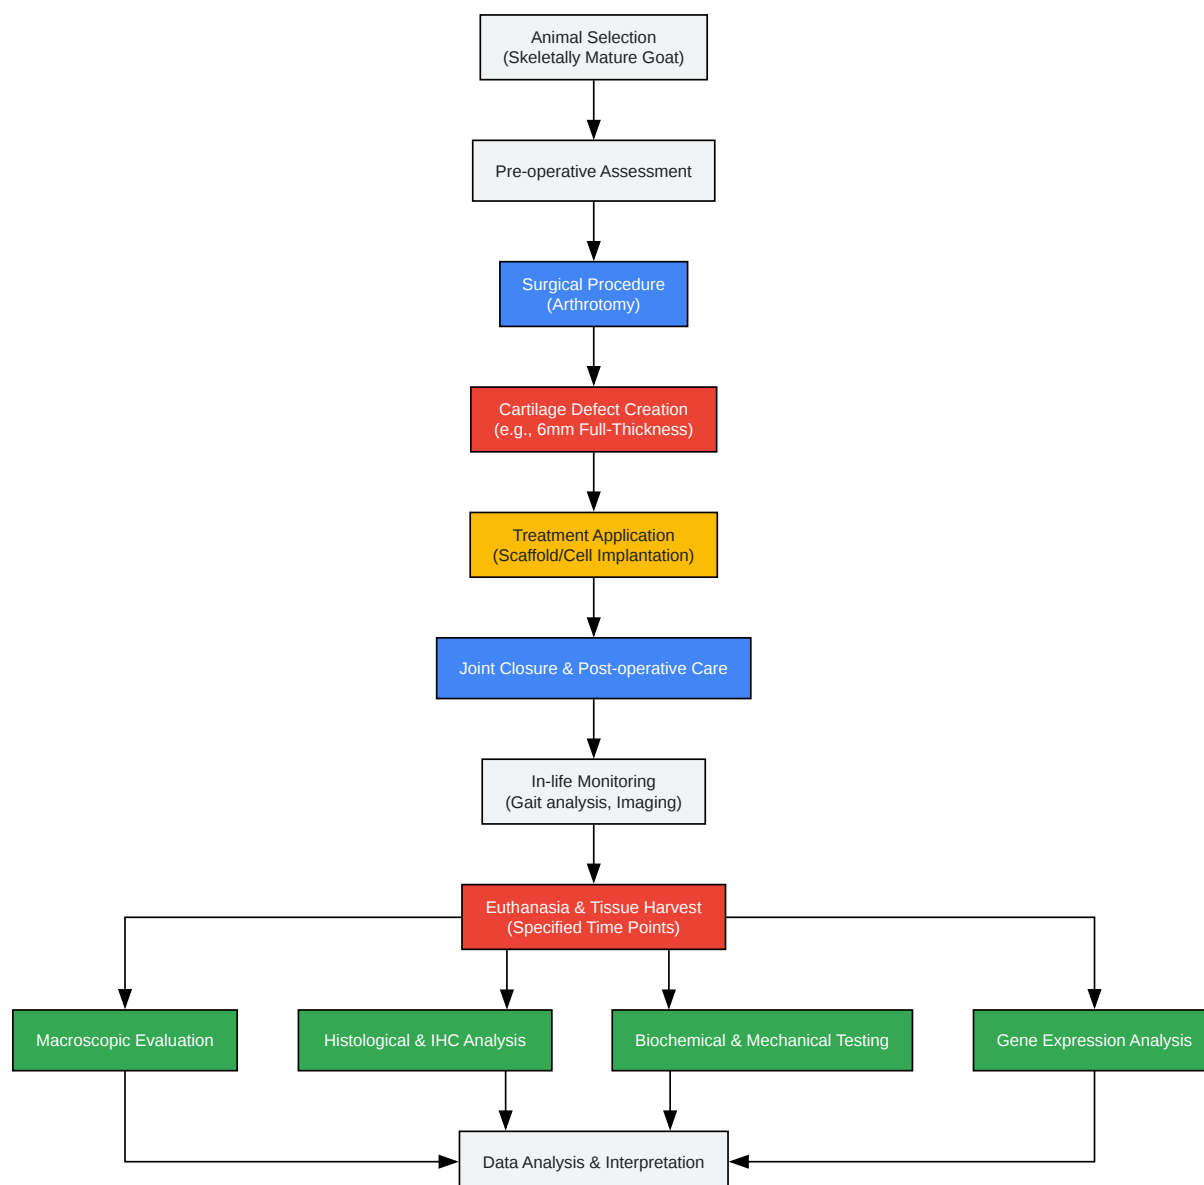 Animal Selection
(Skeletally Mature Goat)
Pre-operative Assessment
Surgical Procedure
(Arthrotomy)
Cartilage Defect Creation
(e.g., 6mm Full-Thickness)
Treatment Application
(Scaffold/Cell Implantation)
Joint Closure & Post-operative Care
In-life Monitoring
(Gait analysis, Imaging)
Euthanasia & Tissue Harvest
(Specified Time Points)
Macroscopic Evaluation
Histological & IHC Analysis
Biochemical & Mechanical Testing
Gene Expression Analysis
Data Analysis & Interpretation